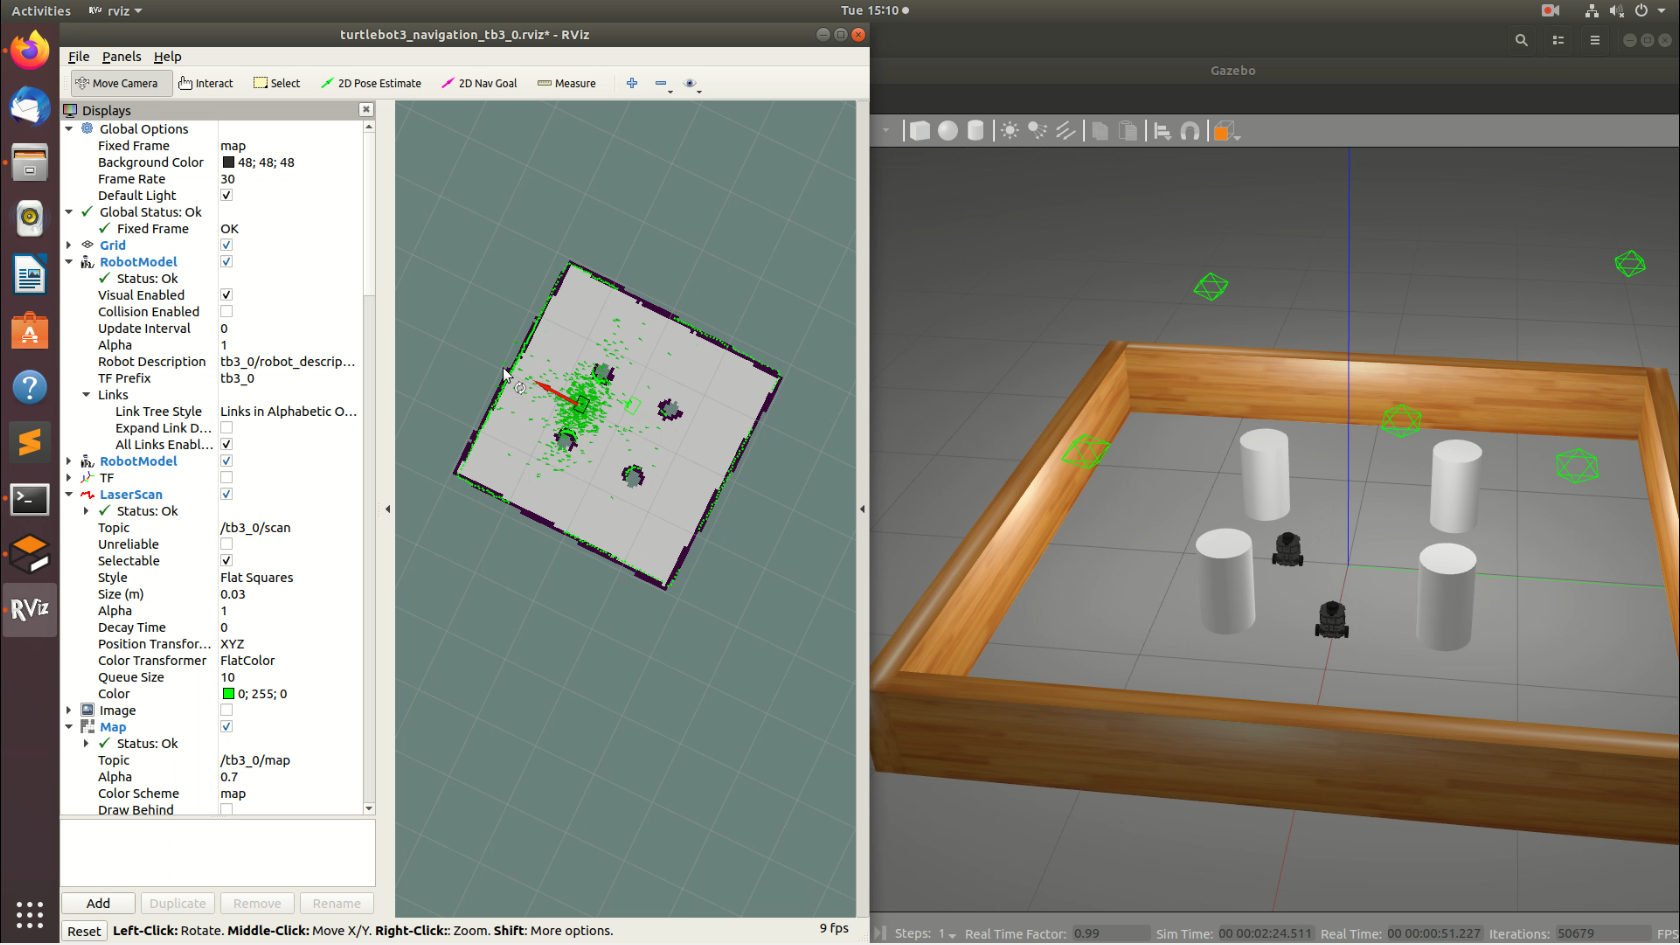 Activities
rviz
Tue 15:10
turtlebot3_navigation_tb3_0.rviz* - RViz
File Panels Help
Gazebo
Move Camera Interact Select 2D Pose Estimate 2D Nav Goal Measure
Displays
Global Options
Fixed Frame map
Background Color 48; 48; 48
Frame Rate 30
Default Light
Global Status: Ok
Fixed Frame OK
Grid
RobotModel
Status: Ok
Visual Enabled
Collision Enabled
Update Interval 0
Alpha 1
Robot Description tb3_0/robot_descrip...
TF Prefix tb3_0
Links
Link Tree Style Links in Alphabetic O...
Expand Link D...
All Links Enabl...
RobotModel
TF
LaserScan
Status: Ok
Topic /tb3_0/scan
Unreliable
Selectable
Style Flat Squares
Size (m) 0.03
Alpha 1
Decay Time 0
Position Transfor... XYZ
Color Transformer FlatColor
Queue Size 10
Color 0; 255; 0
RViz
Image
Map
Status: Ok
Topic /tb3_0/map
Alpha 0.7
Color Scheme map
Draw Behind
Add Duplicate Remove Rename
Reset Left-Click: Rotate. Middle-Click: Move X/Y. Right-Click:: Zoom. Shift: More options. 9 fps
Steps: 1 Real Time Factor: 0.99 Sim Time: 00 00:02:24.511 Real Time: 00 00:00:51.227 Iterations: 50679 FPS